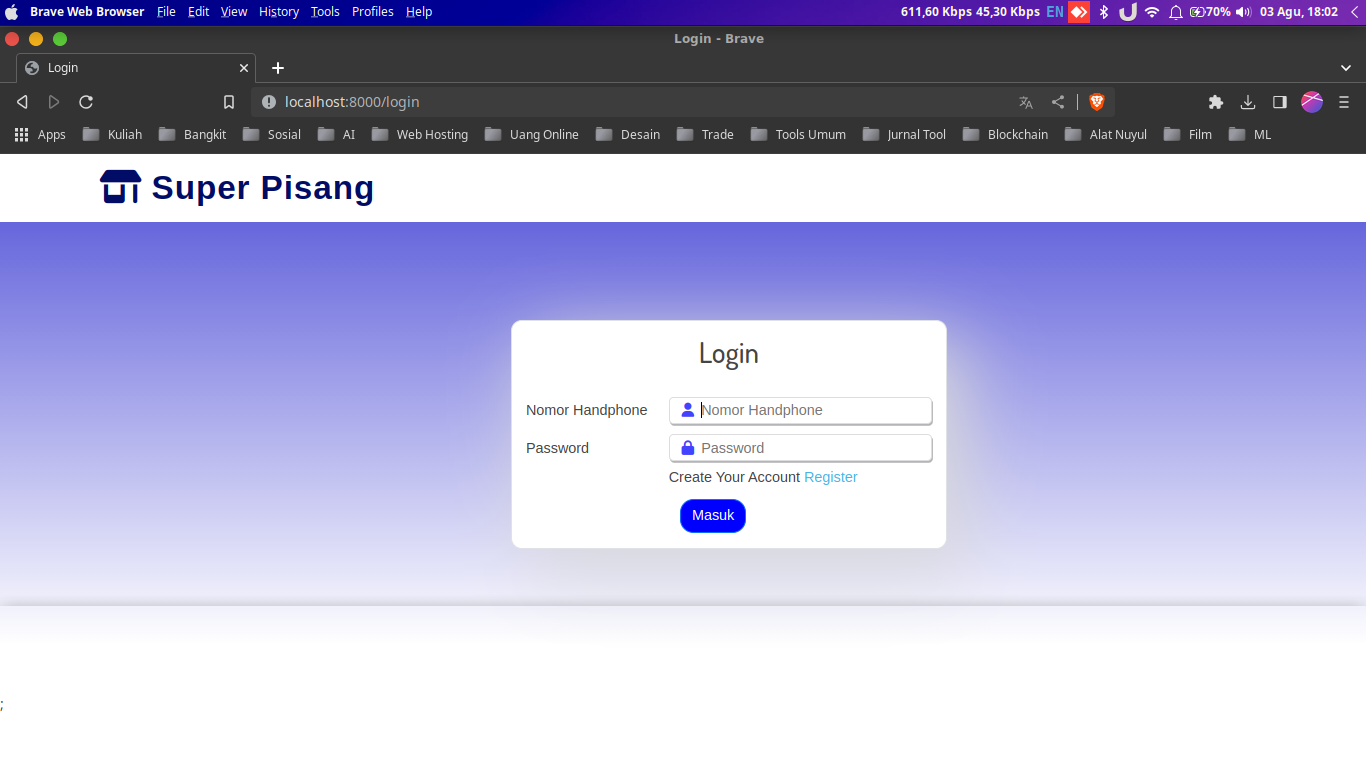 Brave Web Browser File Edit View History Tools Profiles Help 611,60 Kbps 45,30 Kbps EN 70% 03 Agu, 18:02
Login - Brave
Login
localhost:8000/login
Apps Kuliah Bangkit Sosial AI Web Hosting Uang Online Desain Trade Tools Umum Jurnal Tool Blockchain Alat Nuyul Film ML
Super Pisang
Login
Nomor Handphone Nomor Handphone
Password Password
Create Your Account Register
Masuk
;